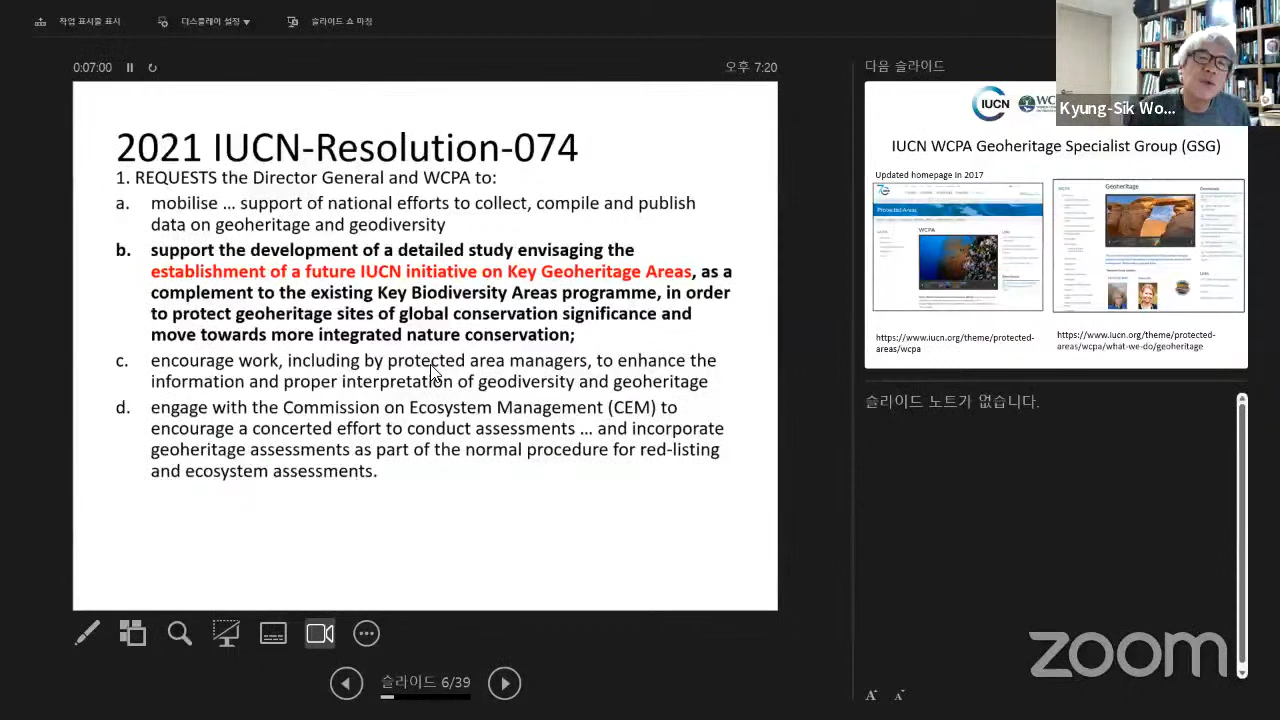 작업 표시줄 표시
디스플레이 설정
슬라이드 쇼 마침
0:07:00
오후 7:20
2021 IUCN-Resolution-074
1. REQUESTS the Director General and WCPA to:
a. mobilise … support of national efforts to collect, compile and publish
data on geoheritage and geodiversity
b. support the development of a detailed study envisaging the
establishment of a future IUCN initiative on Key Geoheritage Areas, as a
complement to the existing Key Biodiversity Areas programme, in order
to protect geoheritage sites of global conservation significance and
move towards more integrated nature conservation;
c. encourage work, including by protected area managers, to enhance the
information and proper interpretation of geodiversity and geoheritage
d. engage with the Commission on Ecosystem Management (CEM) to
encourage a concerted effort to conduct assessments … and incorporate
geoheritage assessments as part of the normal procedure for red-listing
and ecosystem assessments.
슬라이드 6/39
다음 슬라이드
Kyung-Sik Wo...
IUCN
IUCN WCPA Geoheritage Specialist Group (GSG)
Updated homepage in 2017
Protected Areas
WCPA
Geoheritage
https://www.iucn.org/theme/protected-
areas/wcpa
https://www.iucn.org/theme/protected-
areas/wcpa/what-we-do/geoheritage
슬라이드 노트가 없습니다.
A A
zoom